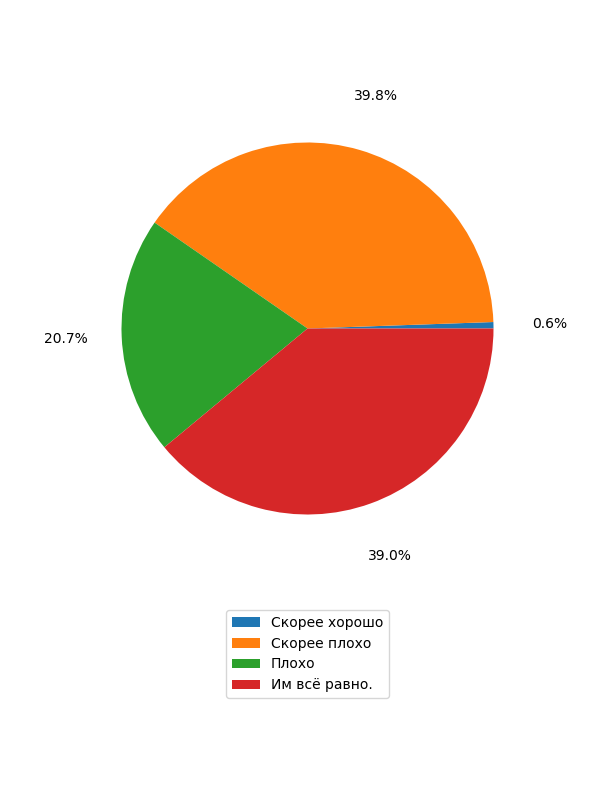 39.8%
0.6%
20.7%
39.0%
Скорее хорошо
Скорее плохо
Плохо
Им всё равно.